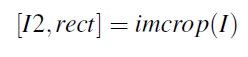 [I2,rect] = imcrop(I)